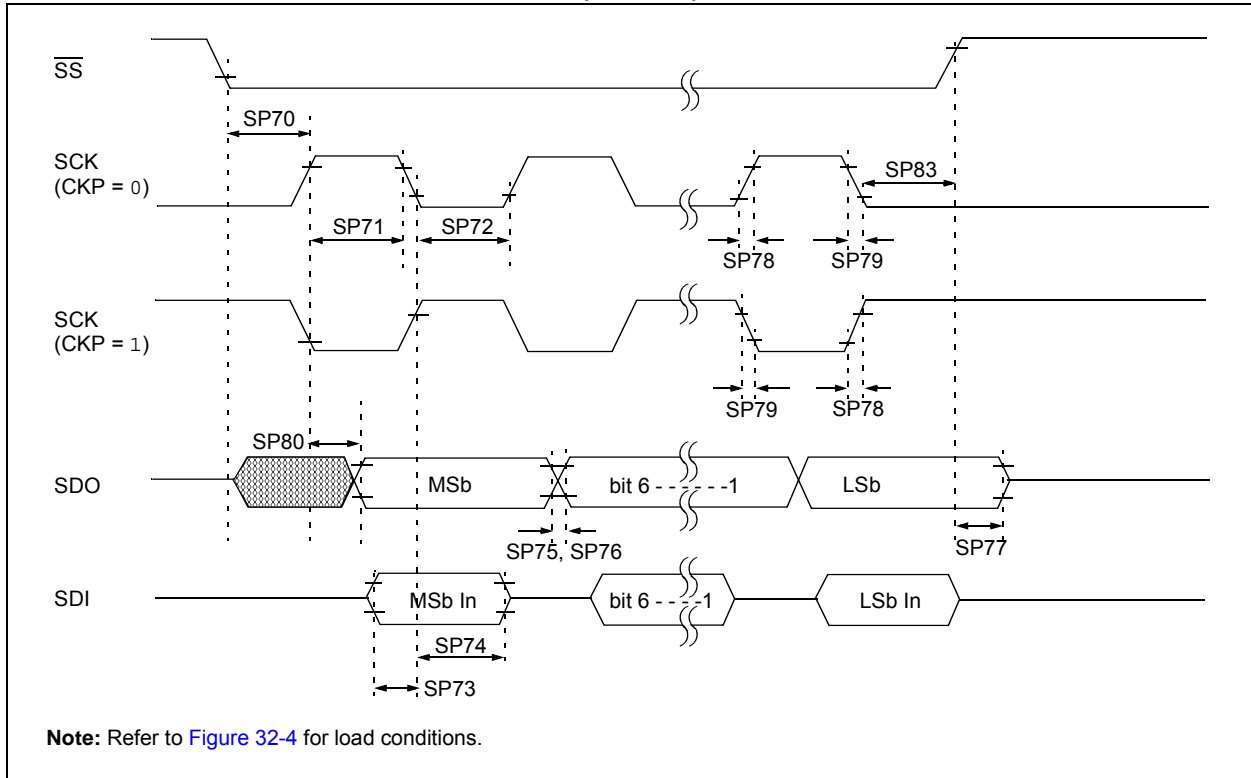 SS
SP70
SCK
(CKP = 0)
SP83
SP71
SP72
SP78
SP79
SCK
(CKP = 1)
SP79
SP78
SP80
SDO
MSb
bit 6 - - - - - -1
LSb
SP75, SP76
SP77
SDI
MSb In
bit 6 - - - -1
LSb In
SP74
SP73
Note: Refer to Figure 32-4 for load conditions.